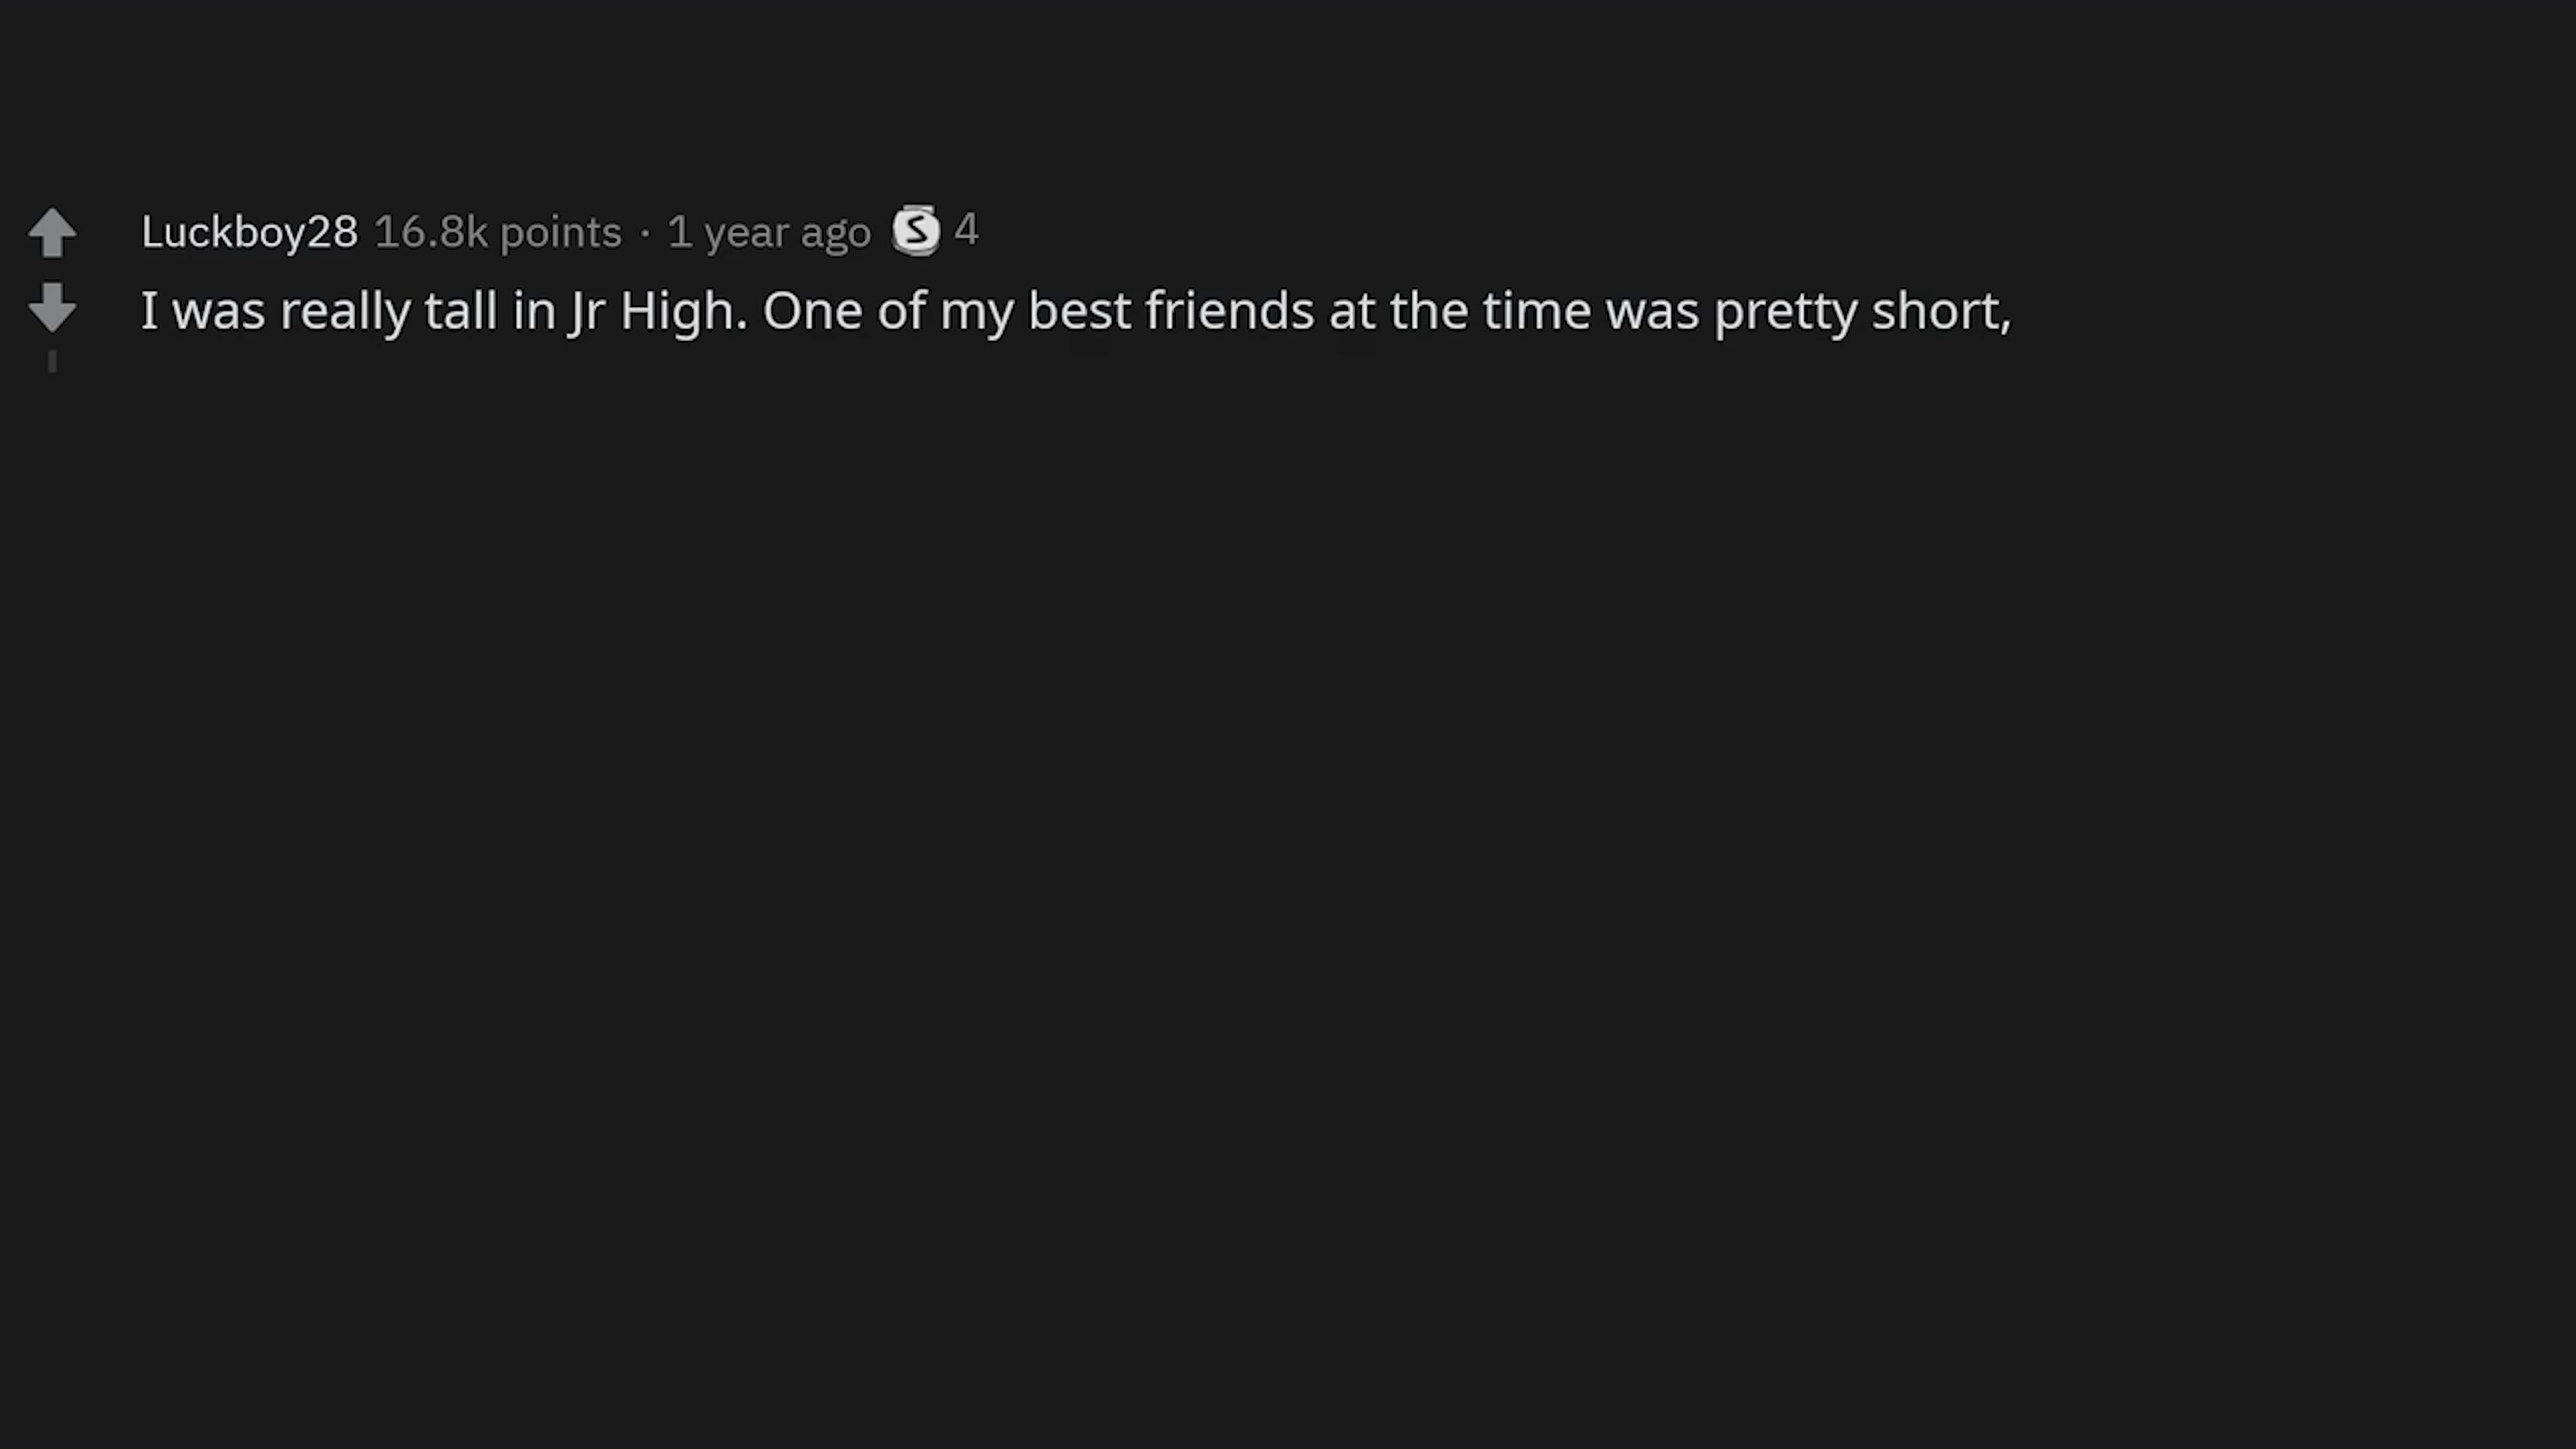 Luckboy28 16.8k points · 1 year ago S 4
I was really tall in Jr High. One of my best friends at the time was pretty short,